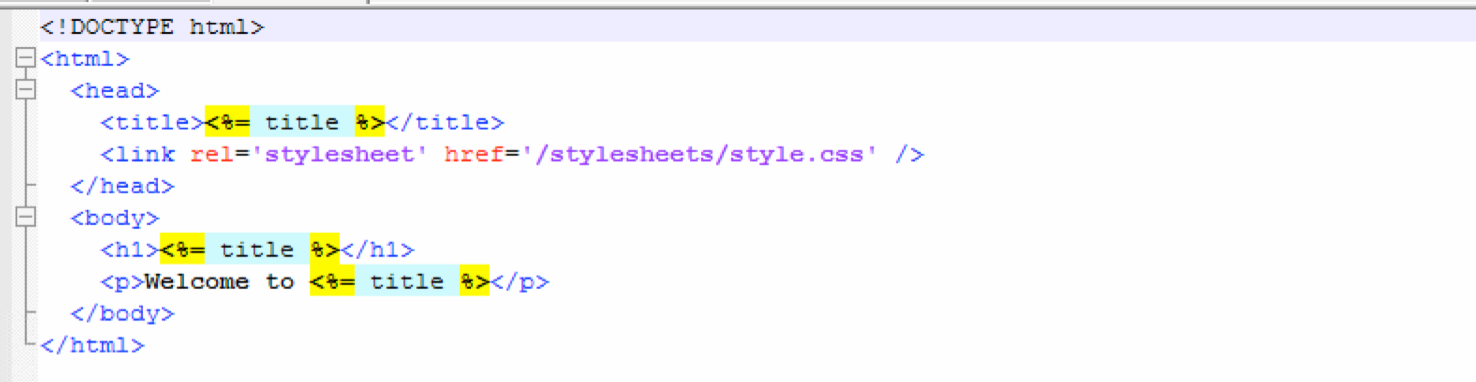 <!DOCTYPE html>
<html>
  <head>
    <title><%= title %></title>
    <link rel='stylesheet' href='/stylesheets/style.css' />
  </head>
  <body>
    <h1><%= title %></h1>
    <p>Welcome to <%= title %></p>
  </body>
</html>